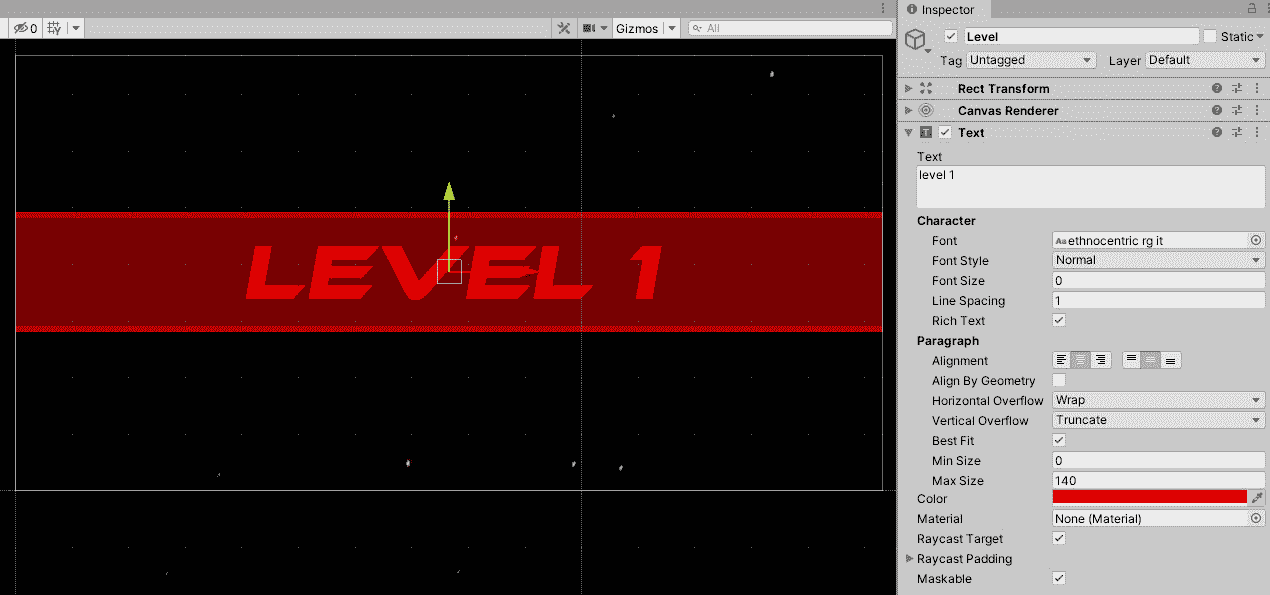 0
Gizmos
All
LEVEL 1
Inspector
Level
Static
Tag Untagged Layer Default
Rect Transform
Canvas Renderer
Text
Text
level 1
Character
Font Aa ethnocentric rg it
Font Style Normal
Font Size 0
Line Spacing 1
Rich Text
Paragraph
Alignment
Align By Geometry
Horizontal Overflow Wrap
Vertical Overflow Truncate
Best Fit
Min Size 0
Max Size 140
Color
Material None (Material)
Raycast Target
Raycast Padding
Maskable